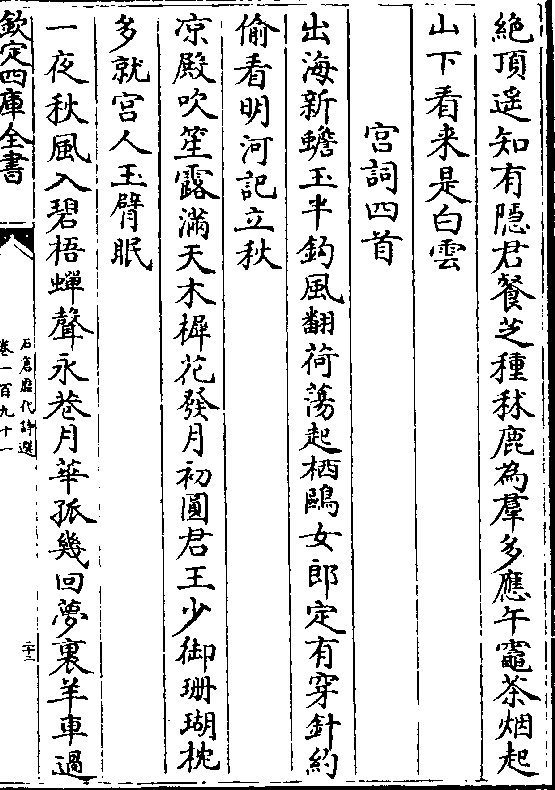 絶頂遥知有隠君餐芝種秫鹿為羣多應午竈茶烟起
山下看来是白雲
宫詞四首
出海新蟾玉半鈎風翻荷蕩起栖鷗女郎定有穿針約
偷看明河記立秋
凉殿吹笙露滿天木樨花發月初圓君王少御珊瑚枕
多就宫人玉臂眠
一夜秋風入碧梧蟬聲永巷月華孤幾回夢裏羊車過
欽定四庫全書
石倉歴代詩選
卷一百九十一
二十三